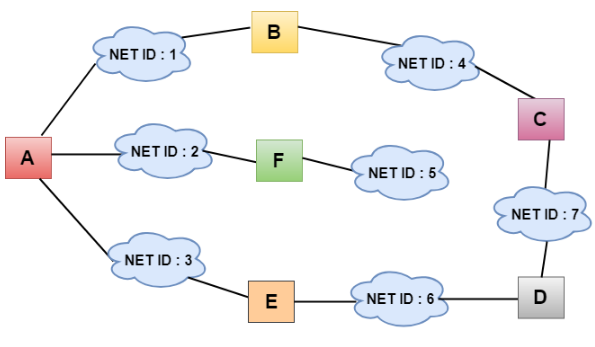 B
NET ID : 1
NET ID : 4
C
A
NET ID : 2
F
NET ID : 5
NET ID : 7
NET ID : 3
E
NET ID : 6
D